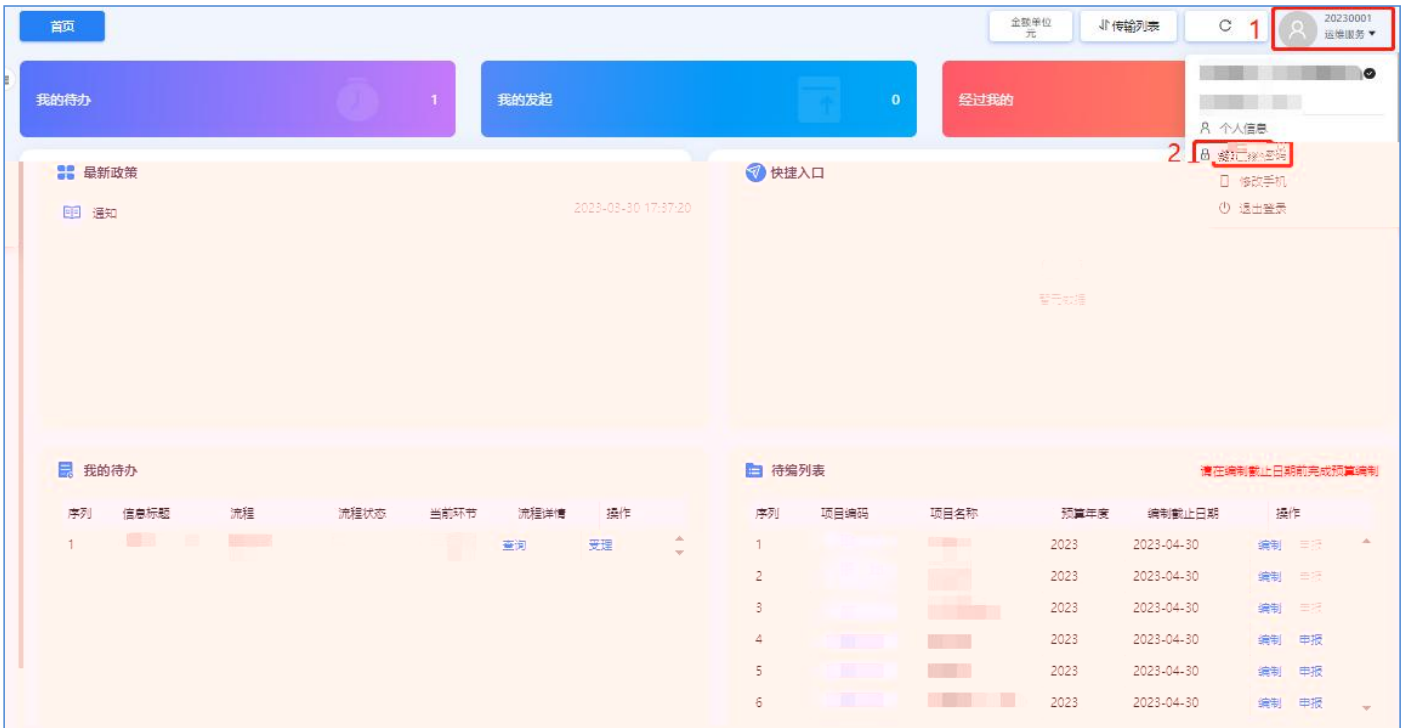 首页
金额单位
元
传输列表
1
20230001
运维服务
我的待办 1
我的发起 0
经过我的
个人信息
2
修改手机
退出登录
最新政策
通知 2023-03-30 17:37:20
快捷入口
暂无数据
我的待办
序列 信息标题 流程 流程状态 当前环节 流程详情 操作
1 查询 受理
待编列表 请在编制截止日期前完成预算编制
序列 项目编码 项目名称 预算年度 编制截止日期 操作
1 2023 2023-04-30 编制 申报
2 2023 2023-04-30 编制 申报
3 2023 2023-04-30 编制 申报
4 2023 2023-04-30 编制 申报
5 2023 2023-04-30 编制 申报
6 2023 2023-04-30 编制 申报